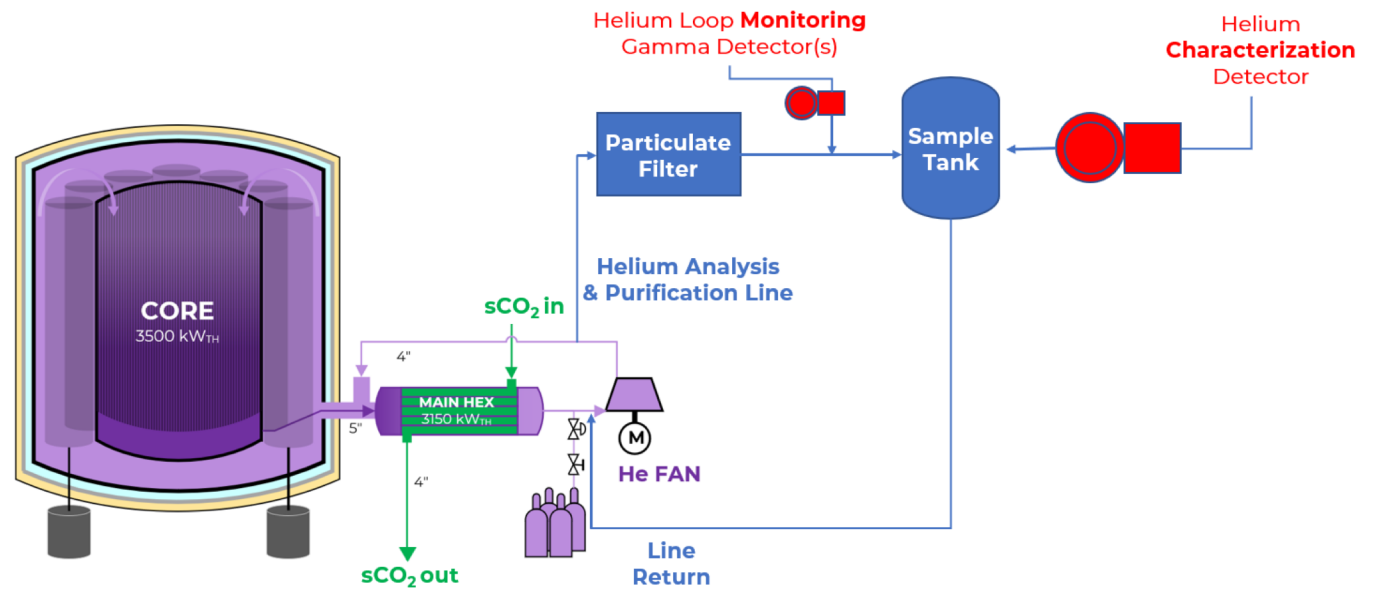 Helium Loop Monitoring
Gamma Detector(s)
Helium
Characterization
Detector
Particulate
Filter
Sample
Tank
CORE
3500 kWTH
Helium Analysis
& Purification Line
sCO2 in
4"
MAIN HEX
3150 kWTH
5"
M
He FAN
4"
sCO2 out
Line
Return